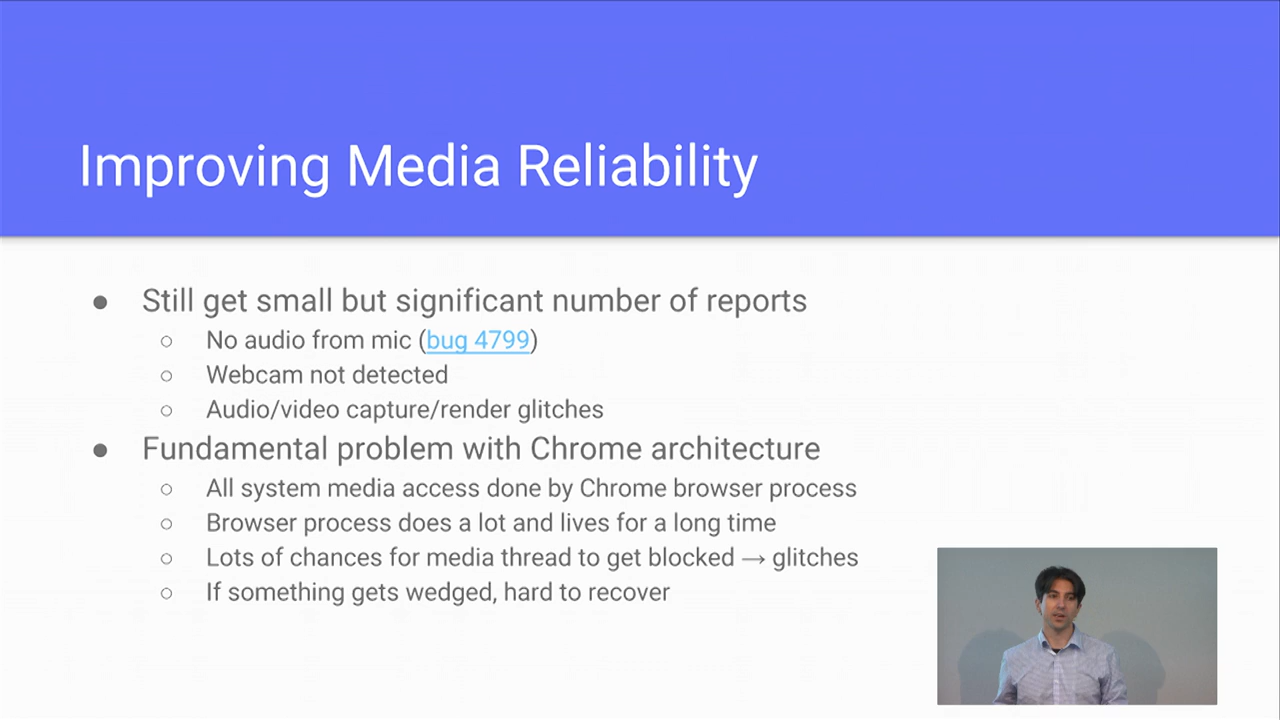 Improving Media Reliability
● Still get small but significant number of reports
○ No audio from mic (bug 4799)
○ Webcam not detected
○ Audio/video capture/render glitches
● Fundamental problem with Chrome architecture
○ All system media access done by Chrome browser process
○ Browser process does a lot and lives for a long time
○ Lots of chances for media thread to get blocked → glitches
○ If something gets wedged, hard to recover